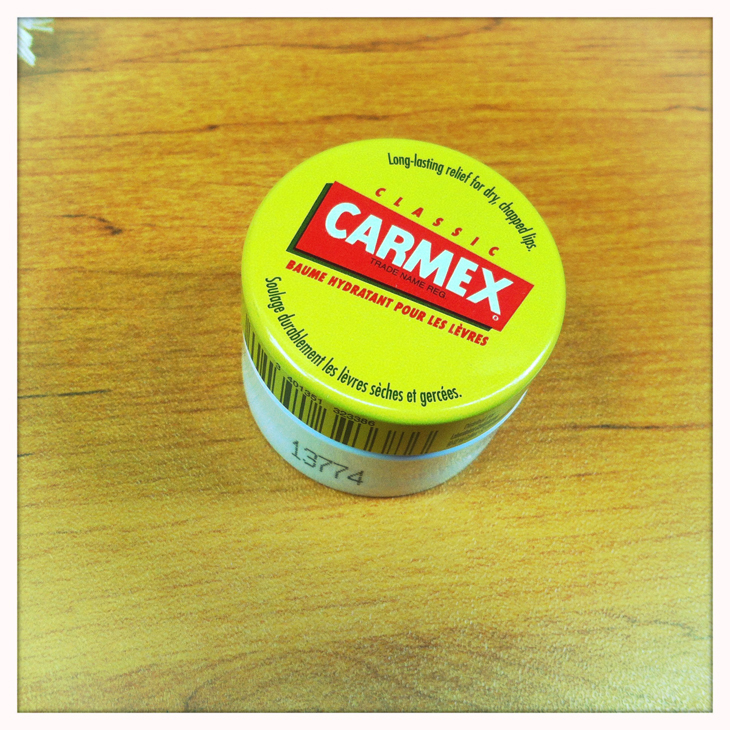 Long-lasting relief for dry, chapped lips.
CLASSIC
CARMEX
TRADE NAME REG.
BAUME HYDRATANT POUR LES LÈVRES
Soulage durablement les lèvres sèches et gercées.
13774